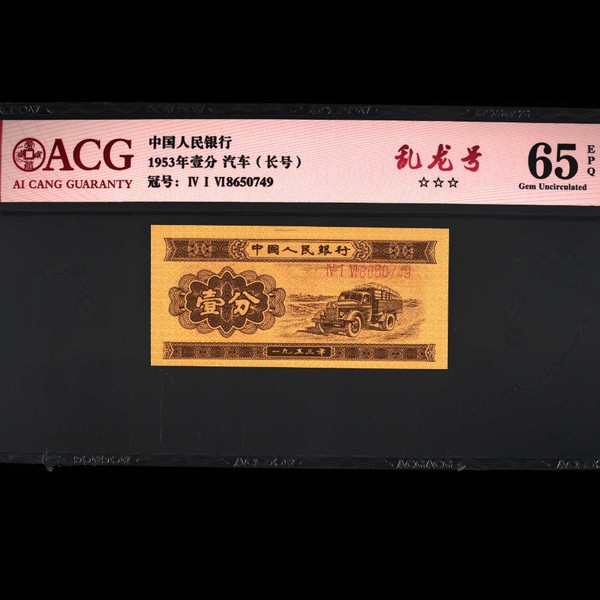 ACG
AI CANG GUARANTY
中国人民银行
1953年壹分 汽车（长号）
冠号：Ⅳ Ⅰ Ⅵ8650749
乱龙号
☆☆☆
65
EPQ
Gem Uncirculated
中國人民銀行
Ⅳ Ⅰ Ⅵ8650749
壹分
一九五三年